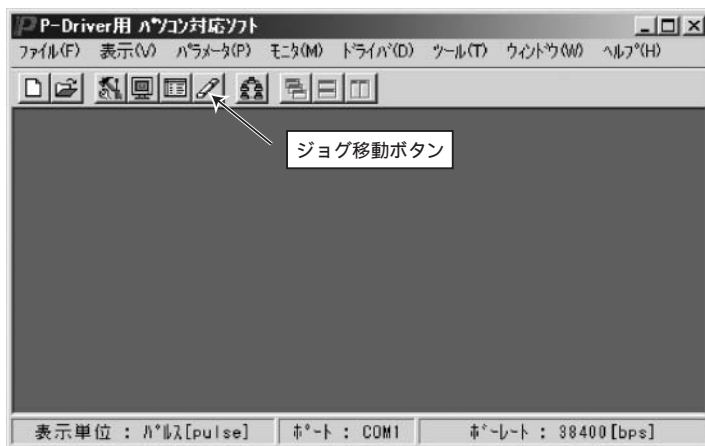 P-Driver用 パソコン対応ソフト
ファイル(F) 表示(V) パラメータ(P) モニタ(M) ドライバ(D) ツール(T) ウィンドウ(W) ヘルプ(H)
ジョグ移動ボタン
表示単位 : パルス[pulse] ポート : COM1 ボーレート : 38400[bps]